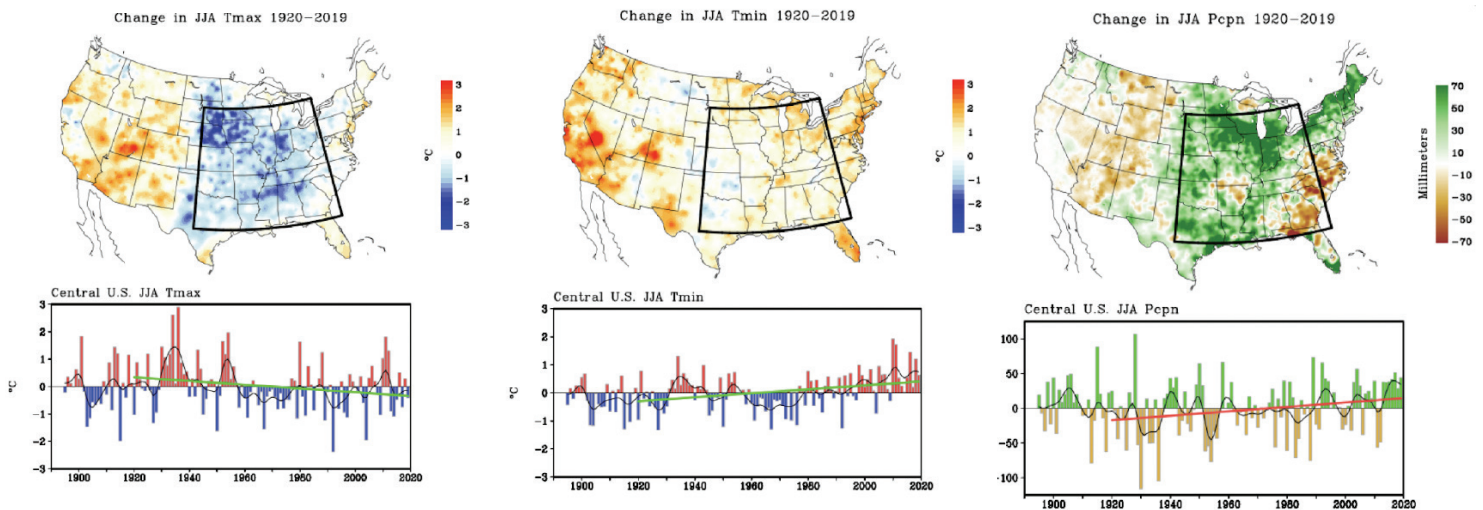 Change in JJA Tmax 1920-2019
Change in JJA Tmin 1920-2019
Change in JJA Pcpn 1920-2019
3
2
1
0
-1
-2
-3
°C
3
2
1
0
-1
-2
-3
°C
70
50
30
10
-10
-30
-50
-70
Millimeters
Central U.S. JJA Tmax
3
2
1
0
-1
-2
-3
°C
1900 1920 1940 1960 1980 2000 2020
Central U.S. JJA Tmin
3
2
1
0
-1
-2
-3
°C
1900 1920 1940 1960 1980 2000 2020
Central U.S. JJA Pcpn
100
50
0
-50
-100
1900 1920 1940 1960 1980 2000 2020